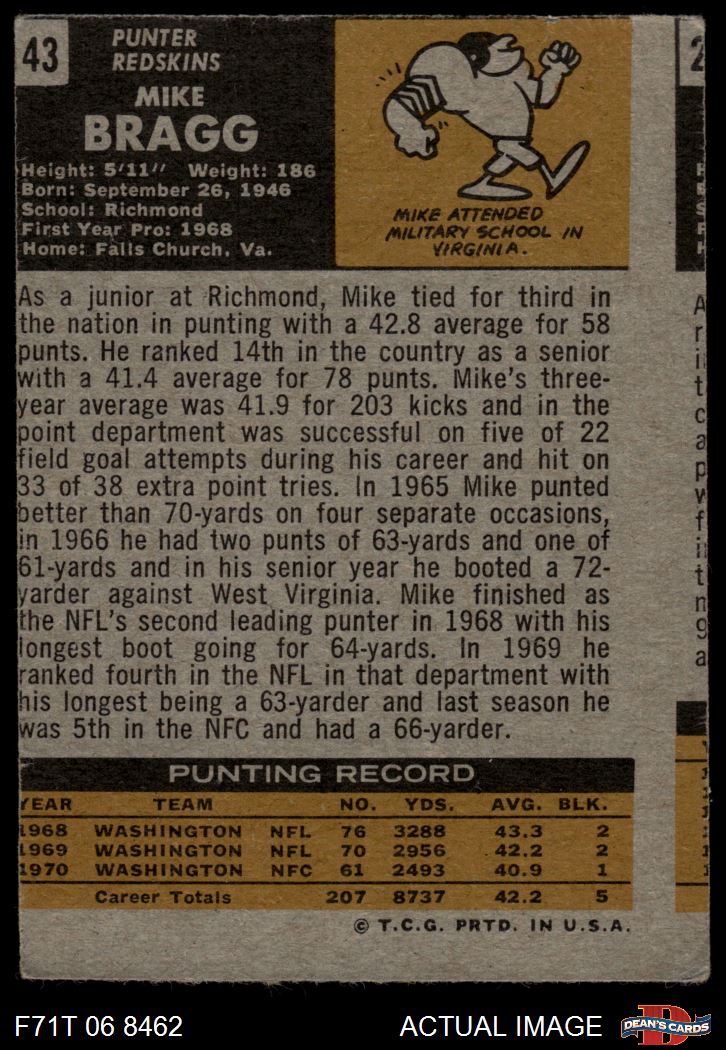 43
PUNTER
REDSKINS
MIKE
BRAGG
Height: 5'11" Weight: 186
Born: September 26, 1946
School: Richmond
First Year Pro: 1968
Home: Falls Church, Va.
MIKE ATTENDED
MILITARY SCHOOL IN
VIRGINIA.
As a junior at Richmond, Mike tied for third in
the nation in punting with a 42.8 average for 58
punts. He ranked 14th in the country as a senior
with a 41.4 average for 78 punts. Mike's three-
year average was 41.9 for 203 kicks and in the
point department was successful on five of 22
field goal attempts during his career and hit on
33 of 38 extra point tries. In 1965 Mike punted
better than 70-yards on four separate occasions,
in 1966 he had two punts of 63-yards and one of
61-yards and in his senior year he booted a 72-
yarder against West Virginia. Mike finished as
the NFL's second leading punter in 1968 with his
longest boot going for 64-yards. In 1969 he
ranked fourth in the NFL in that department with
his longest being a 63-yarder and last season he
was 5th in the NFC and had a 66-yarder.
PUNTING RECORD
YEAR TEAM NO. YDS. AVG. BLK.
1968 WASHINGTON NFL 76 3288 43.3 2
1969 WASHINGTON NFL 70 2956 42.2 2
1970 WASHINGTON NFC 61 2493 40.9 1
Career Totals 207 8737 42.2 5
© T.C.G. PRTD. IN U.S.A.
F71T 06 8462 ACTUAL IMAGE
DEAN'S CARDS